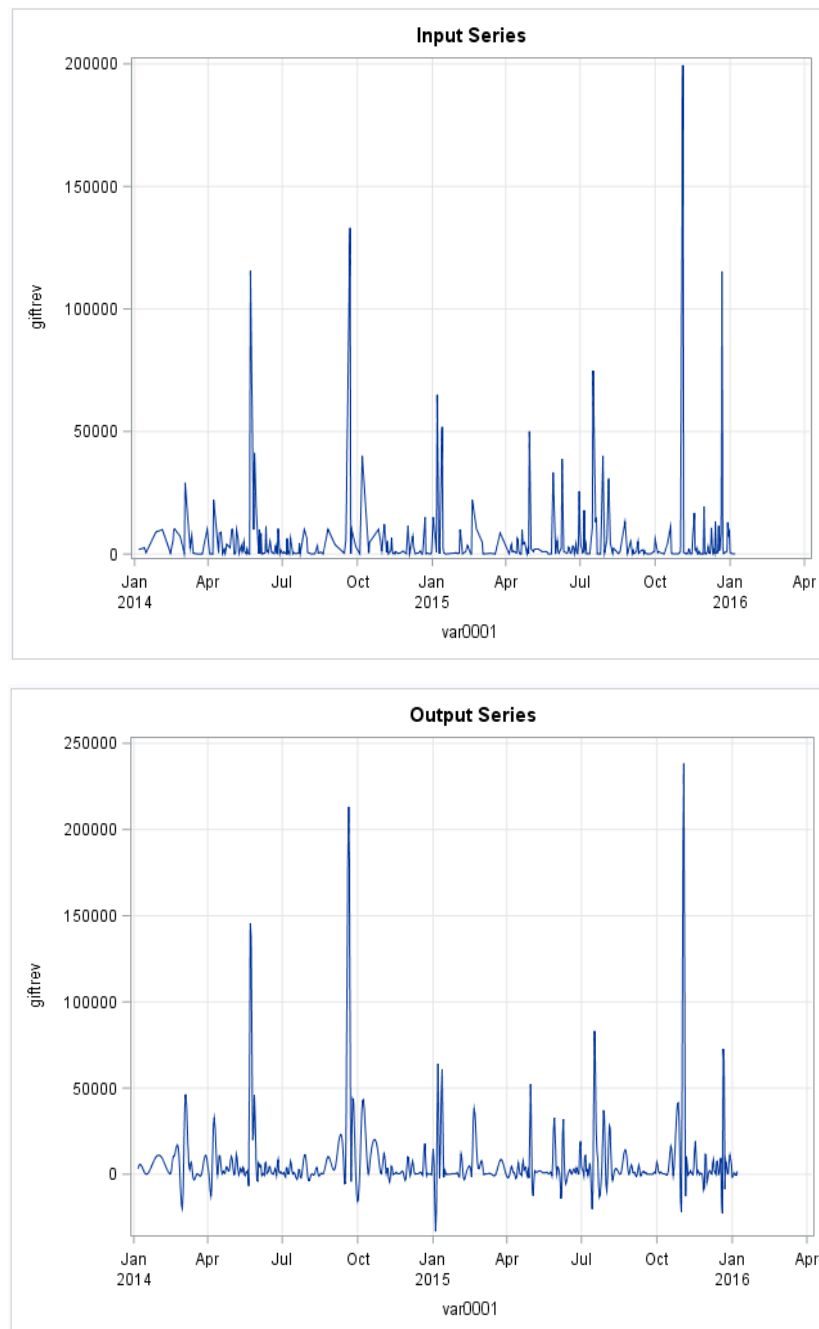 Input Series
200000
150000
100000
50000
0
giftrev
Jan Apr Jul Oct Jan Apr Jul Oct Jan Apr
2014 2015 2016
var0001
Output Series
250000
200000
150000
100000
50000
0
giftrev
Jan Apr Jul Oct Jan Apr Jul Oct Jan Apr
2014 2015 2016
var0001